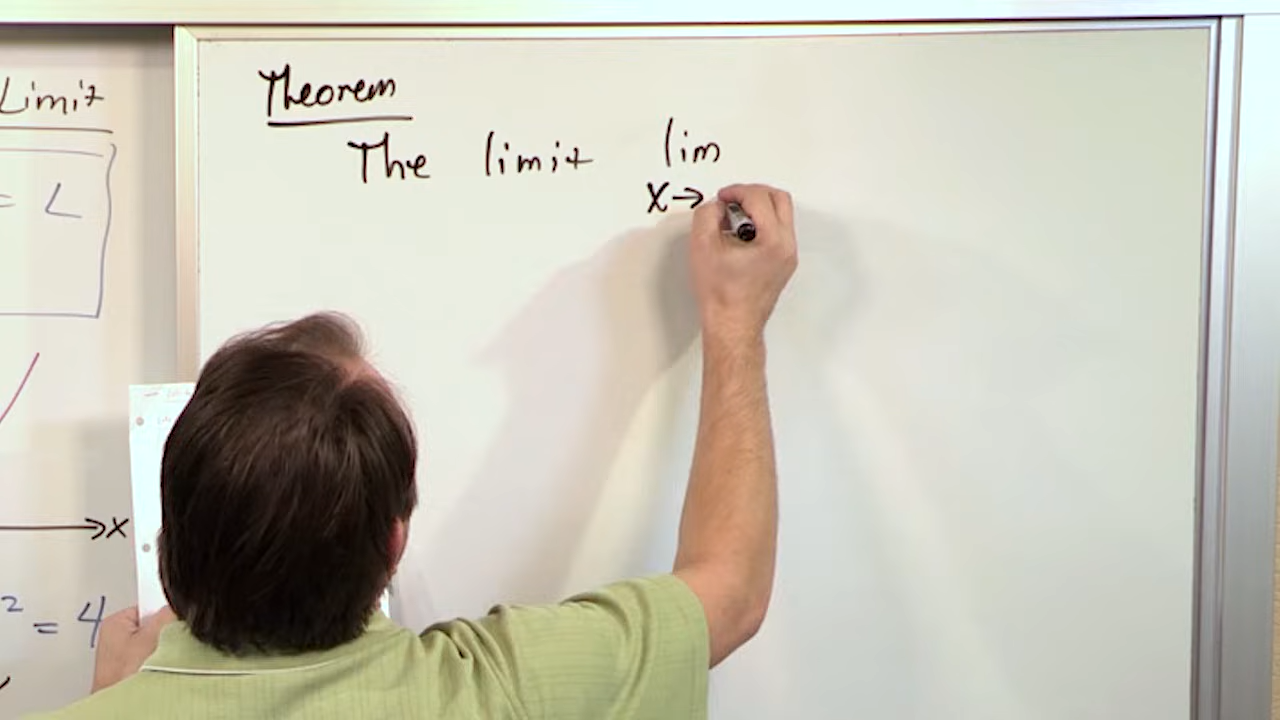 Limit
= L
x
² = 4
Theorem
The limit lim
x→